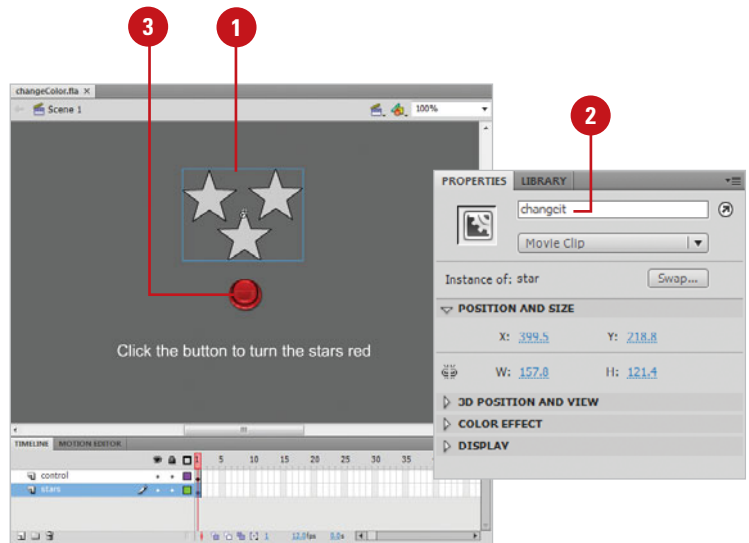 3
1
changeColor.fla ×
Scene 1
100%
2
PROPERTIES LIBRARY
changeit
Movie Clip
Instance of: star
Swap...
POSITION AND SIZE
X: 399.5 Y: 218.8
W: 157.8 H: 121.4
3D POSITION AND VIEW
COLOR EFFECT
DISPLAY
Click the button to turn the stars red
TIMELINE MOTION EDITOR
1 5 10 15 20 25 30 35
control
stars
1 12.0fps 0.0s